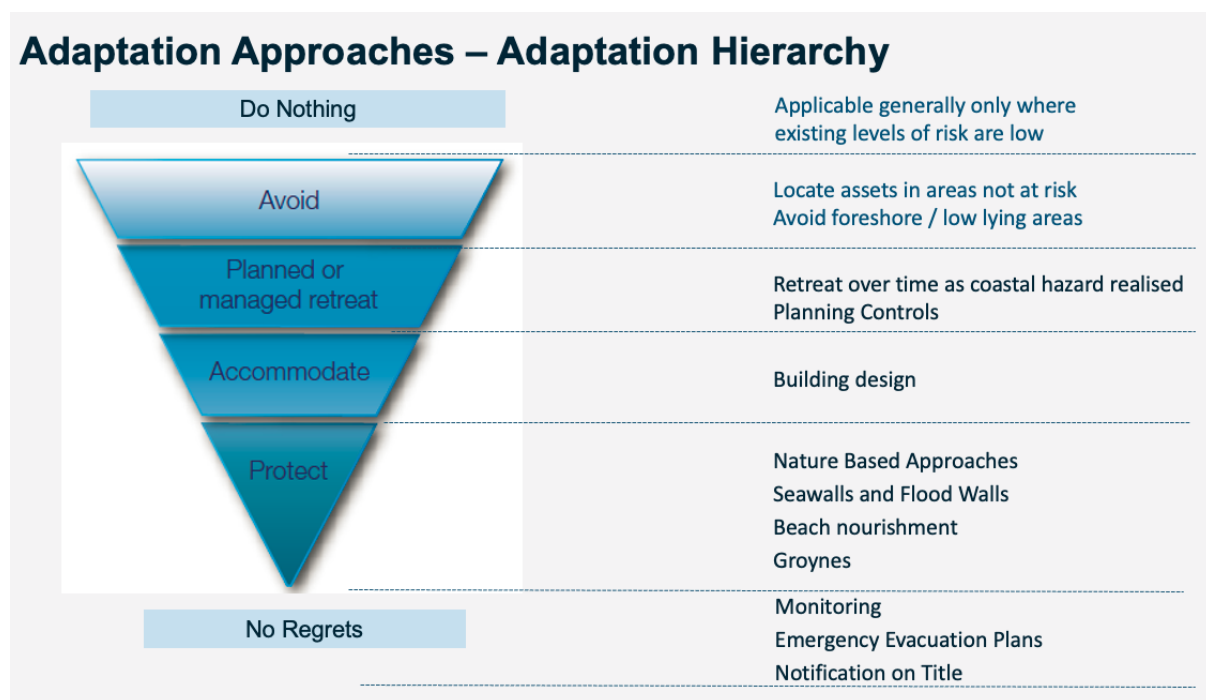 Adaptation Approaches – Adaptation Hierarchy
Do Nothing
Applicable generally only where
existing levels of risk are low
Avoid
Locate assets in areas not at risk
Avoid foreshore / low lying areas
Planned or
managed retreat
Retreat over time as coastal hazard realised
Planning Controls
Accommodate
Building design
Protect
Nature Based Approaches
Seawalls and Flood Walls
Beach nourishment
Groynes
No Regrets
Monitoring
Emergency Evacuation Plans
Notification on Title